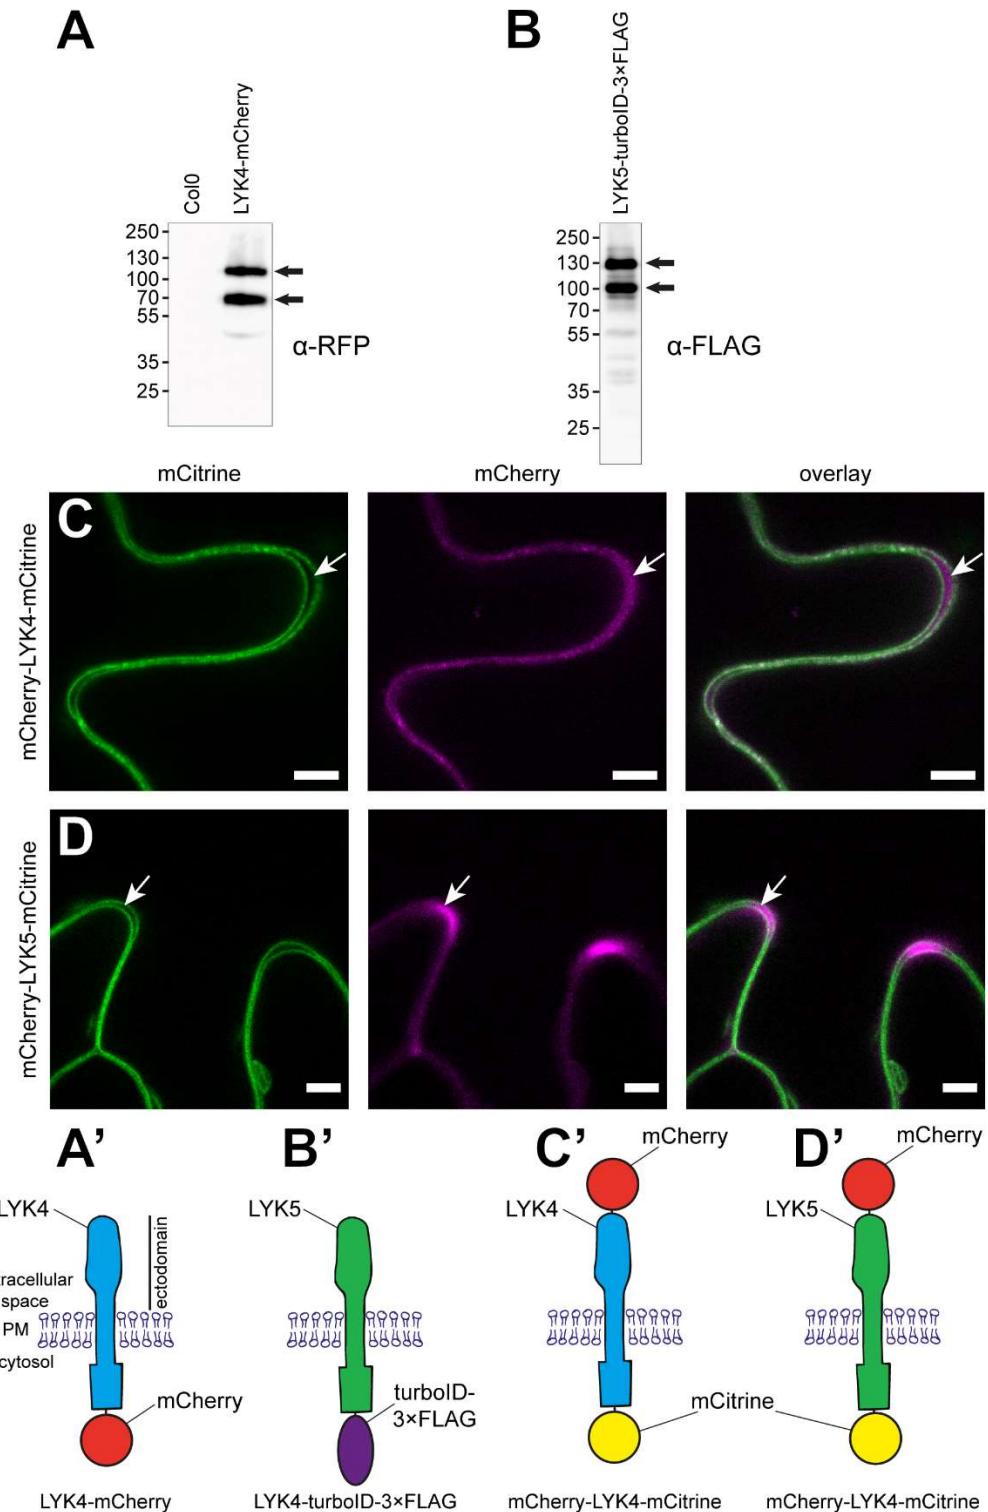 A
B
Col0
LYK4-mCherry
LYK5-turboID-3×FLAG
250
130
100
70
55
35
25
α-RFP
250
130
100
70
55
35
25
α-FLAG
mCitrine
mCherry
overlay
mCherry-LYK4-mCitrine
C
mCherry-LYK5-mCitrine
D
A’
B’
C’
D’
LYK4
ectodomain
tracellular
space
PM
cytosol
mCherry
LYK4-mCherry
LYK5
turboID-
3×FLAG
LYK4-turboID-3×FLAG
mCherry
LYK4
mCitrine
mCherry-LYK4-mCitrine
mCherry
LYK5
mCherry-LYK4-mCitrine